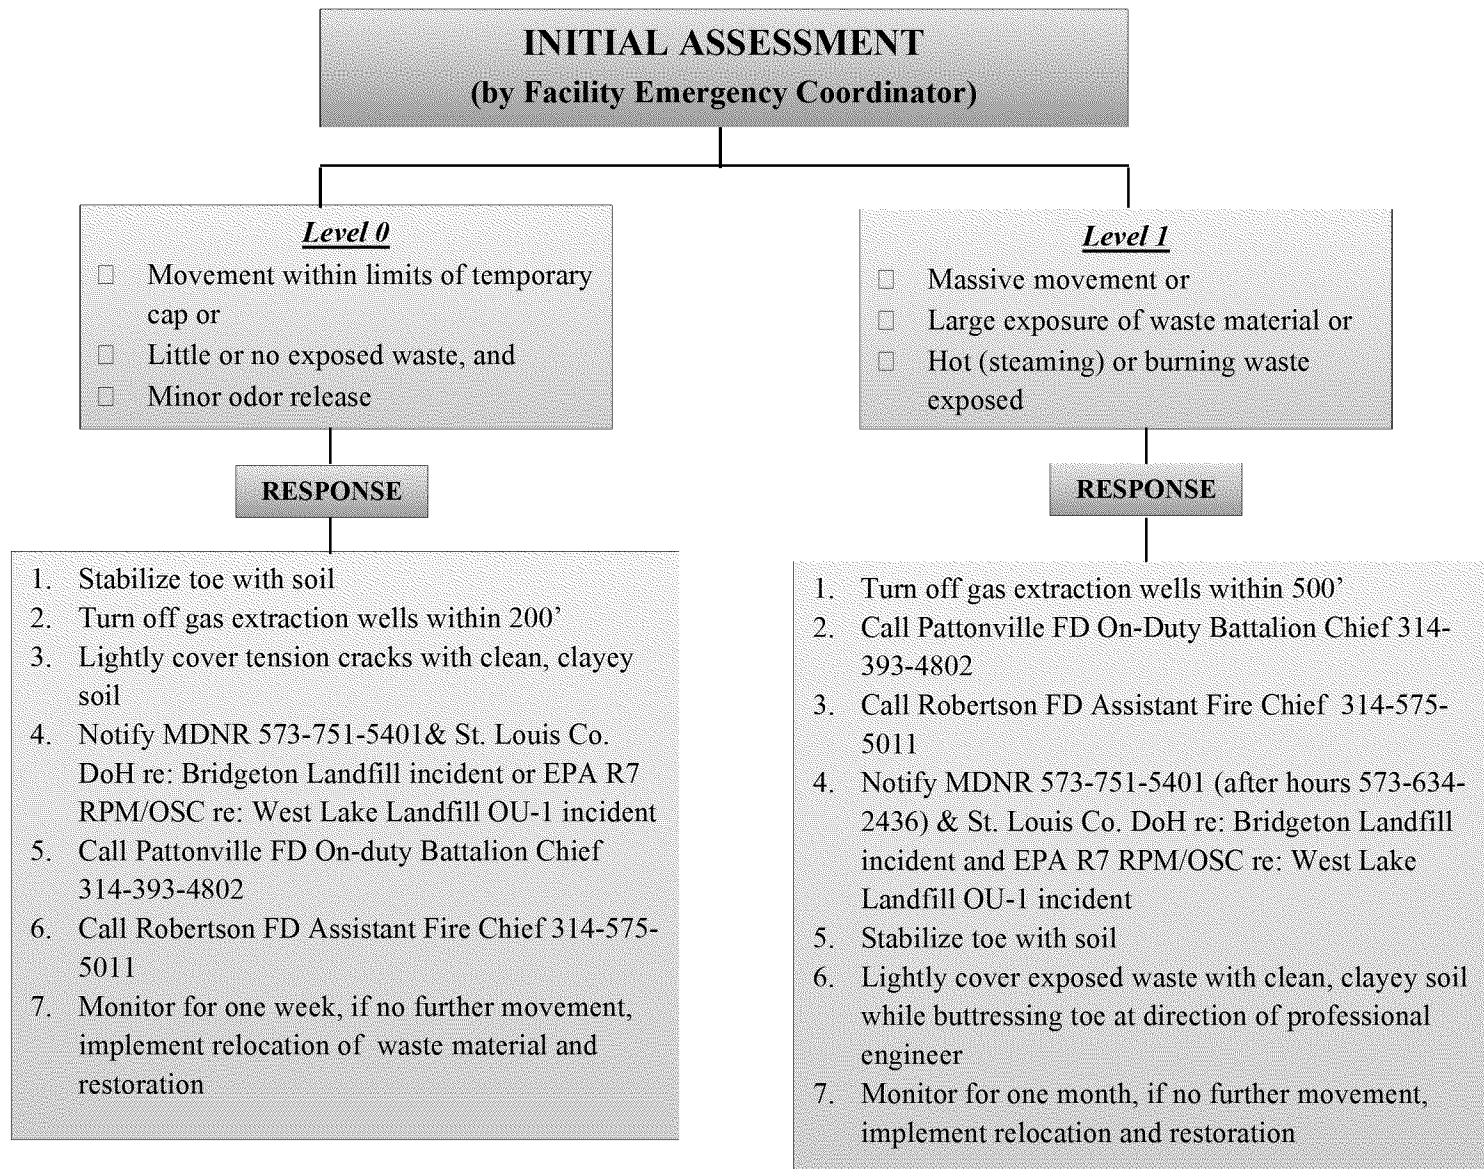 INITIAL ASSESSMENT
(by Facility Emergency Coordinator)
Level 0
☐ Movement within limits of temporary
cap or
☐ Little or no exposed waste, and
☐ Minor odor release
RESPONSE
1. Stabilize toe with soil
2. Turn off gas extraction wells within 200’
3. Lightly cover tension cracks with clean, clayey
soil
4. Notify MDNR 573-751-5401& St. Louis Co.
DoH re: Bridgeton Landfill incident or EPA R7
RPM/OSC re: West Lake Landfill OU-1 incident
5. Call Pattonville FD On-duty Battalion Chief
314-393-4802
6. Call Robertson FD Assistant Fire Chief 314-575-
5011
7. Monitor for one week, if no further movement,
implement relocation of waste material and
restoration
Level 1
☐ Massive movement or
☐ Large exposure of waste material or
☐ Hot (steaming) or burning waste
exposed
RESPONSE
1. Turn off gas extraction wells within 500’
2. Call Pattonville FD On-Duty Battalion Chief 314-
393-4802
3. Call Robertson FD Assistant Fire Chief 314-575-
5011
4. Notify MDNR 573-751-5401 (after hours 573-634-
2436) & St. Louis Co. DoH re: Bridgeton Landfill
incident and EPA R7 RPM/OSC re: West Lake
Landfill OU-1 incident
5. Stabilize toe with soil
6. Lightly cover exposed waste with clean, clayey soil
while buttressing toe at direction of professional
engineer
7. Monitor for one month, if no further movement,
implement relocation and restoration